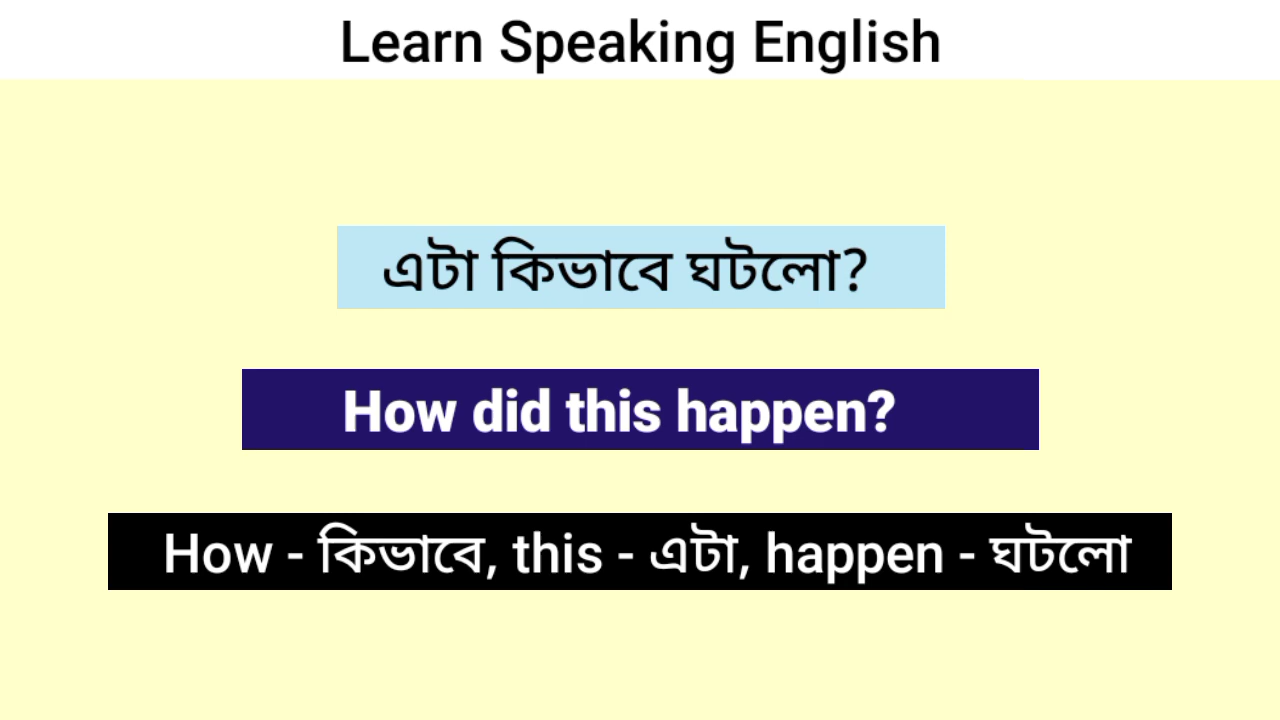 Learn Speaking English
এটা কিভাবে ঘটলো?
How did this happen?
How - কিভাবে, this - এটা, happen - ঘটলো